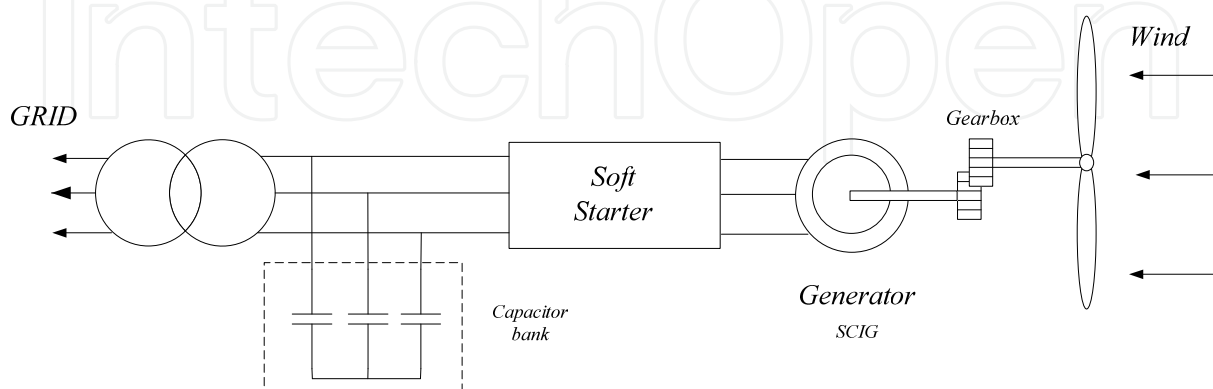 IntechOpen
Wind
GRID
Gearbox
Soft
Starter
Generator
SCIG
Capacitor
bank